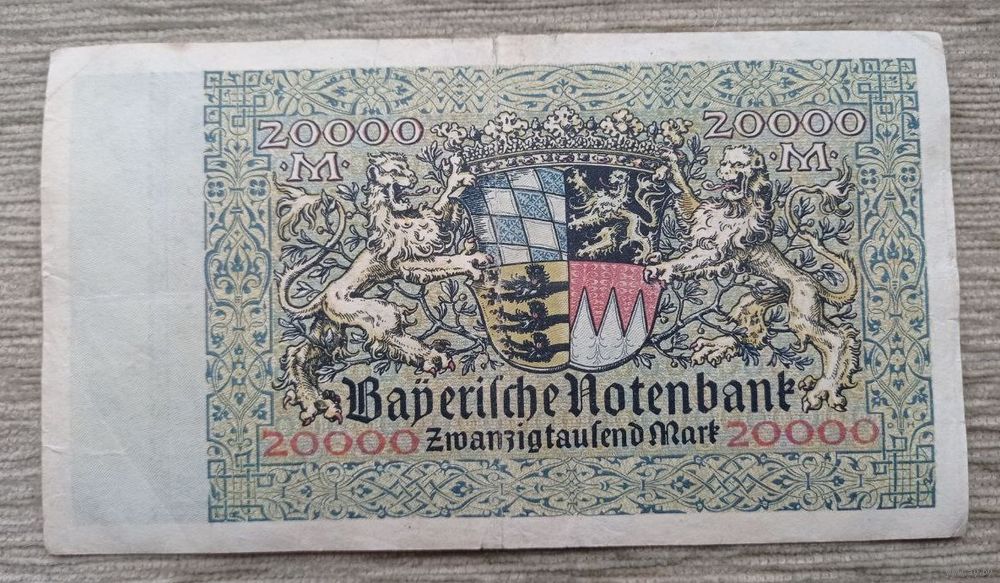 20000 20000
·M· ·M·
Bayerische Notenbank
20000 Zwanzigtausend Mark 20000